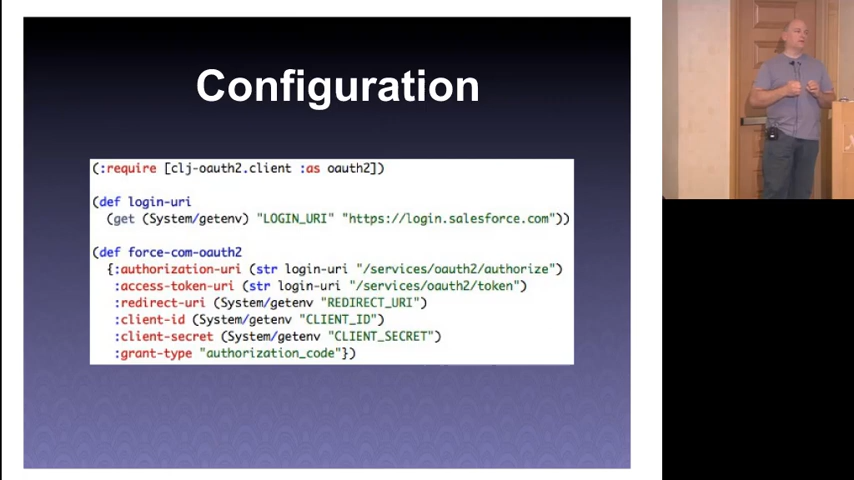 Configuration
(:require [clj-oauth2.client :as oauth2])
(def login-uri
(get (System/getenv) "LOGIN_URI" "https://login.salesforce.com"))
(def force-com-oauth2
{:authorization-uri (str login-uri "/services/oauth2/authorize")
:access-token-uri (str login-uri "/services/oauth2/token")
:redirect-uri (System/getenv "REDIRECT_URI")
:client-id (System/getenv "CLIENT_ID")
:client-secret (System/getenv "CLIENT_SECRET")
:grant-type "authorization_code"})